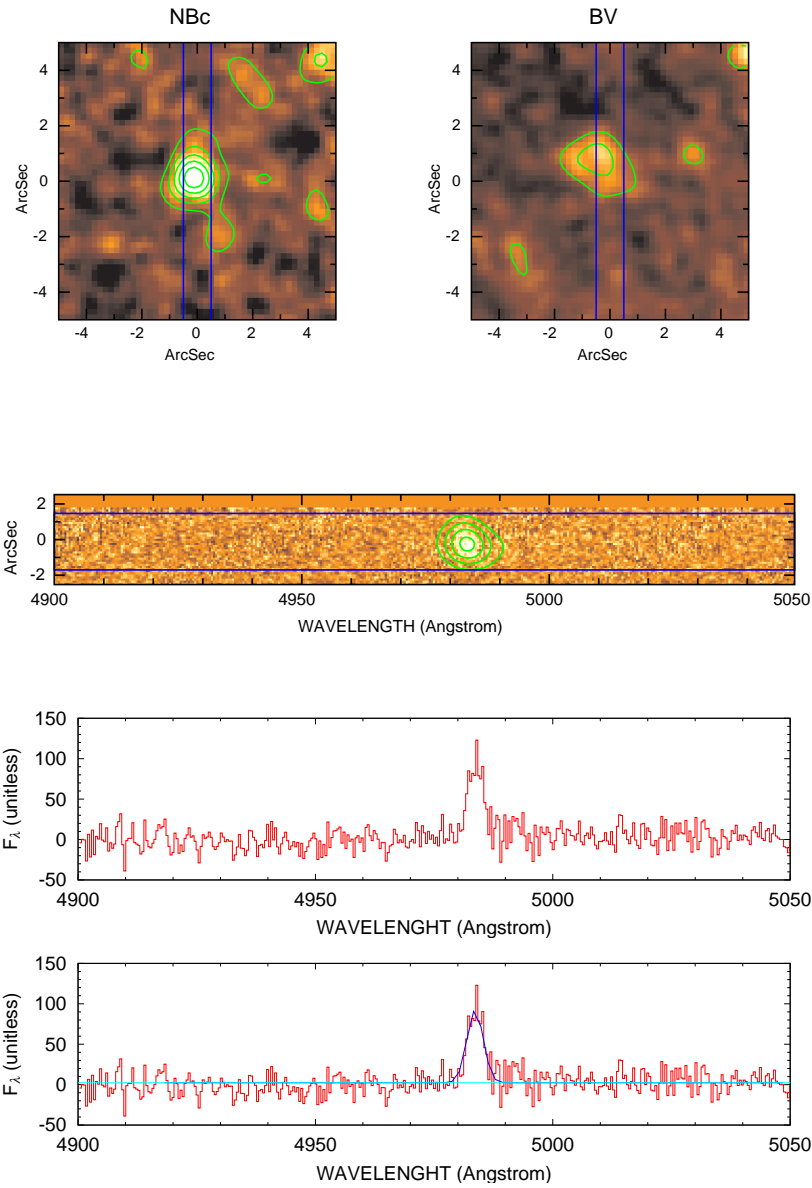 NBc
BV
4
2
0
-2
-4
ArcSec
-4 -2 0 2 4
ArcSec
4
2
0
-2
-4
ArcSec
-4 -2 0 2 4
ArcSec
2
0
-2
ArcSec
4900 4950 5000 5050
WAVELENGTH (Angstrom)
150
100
50
0
-50
F_λ (unitless)
4900 4950 5000 5050
WAVELENGHT (Angstrom)
150
100
50
0
-50
F_λ (unitless)
4900 4950 5000 5050
WAVELENGHT (Angstrom)